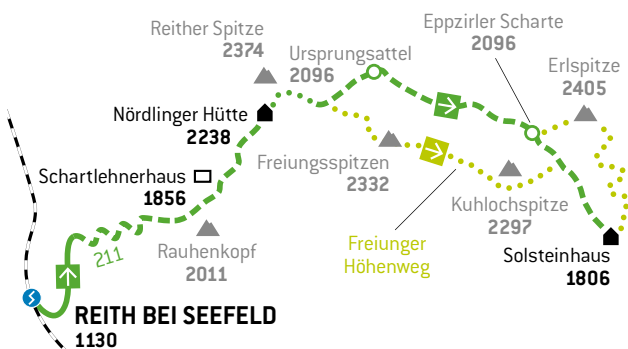 Reither Spitze
2374
Ursprungsattel
2096
Eppzirler Scharte
2096
Erlspitze
2405
Nördlinger Hütte
2238
Schartlehnerhaus
1856
Freiungsspitzen
2332
Kuhlochspitze
2297
211
Rauhenkopf
2011
Freiunger
Höhenweg
Solsteinhaus
1806
REITH BEI SEEFELD
1130